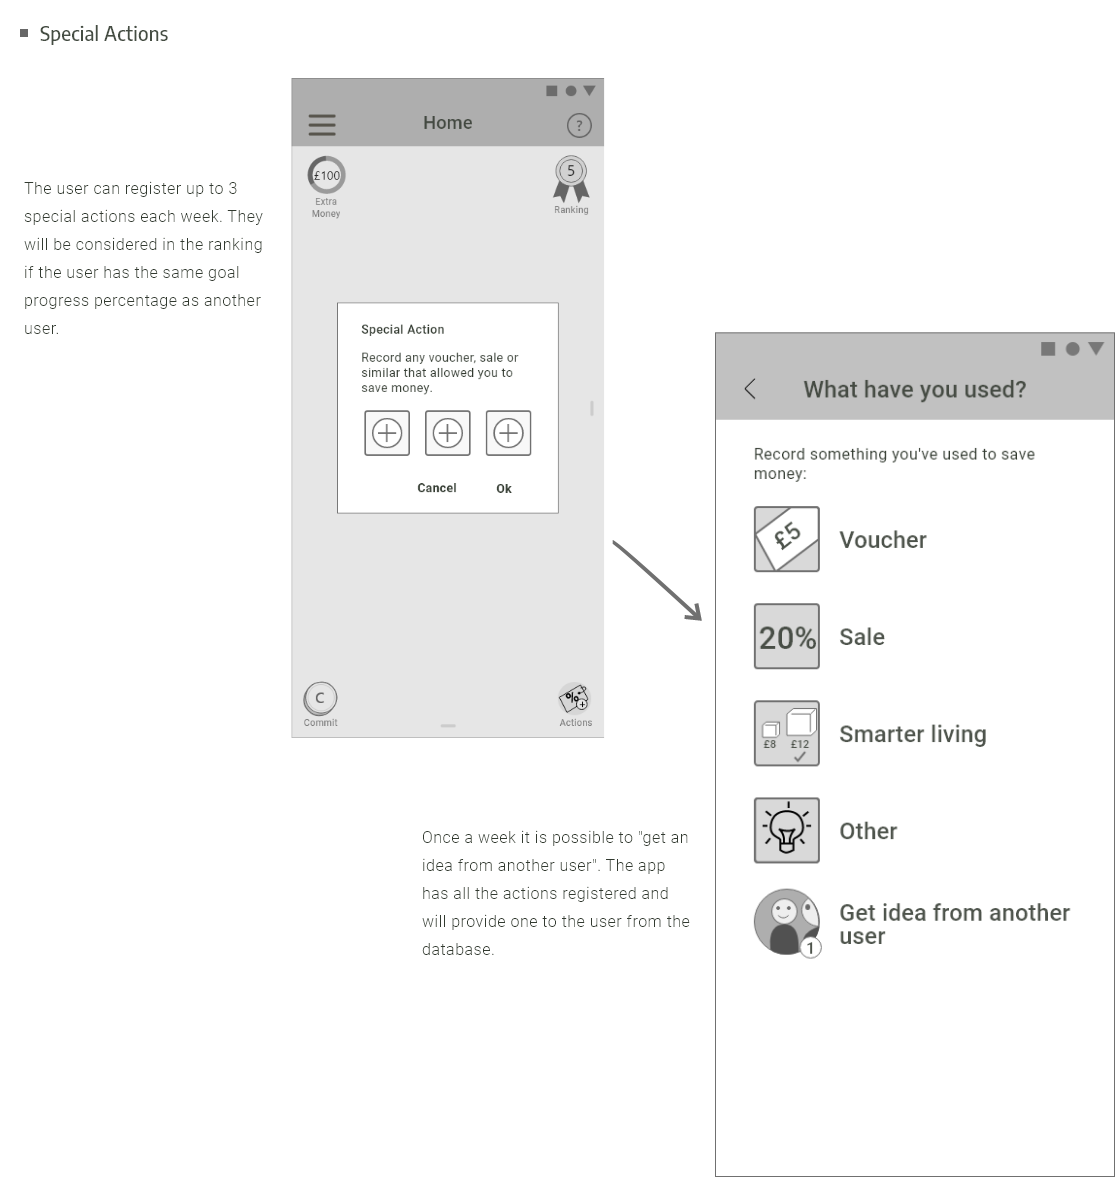 Special Actions
The user can register up to 3
special actions each week. They
will be considered in the ranking
if the user has the same goal
progress percentage as another
user.
Home
?
£100
Extra
Money
5
Ranking
Special Action
Record any voucher, sale or
similar that allowed you to
save money.
Cancel Ok
C
Commit
%
Actions
What have you used?
Record something you've used to save
money:
£5
Voucher
20%
Sale
£8 £12
Smarter living
Other
Get idea from another
user
1
Once a week it is possible to "get an
idea from another user". The app
has all the actions registered and
will provide one to the user from the
database.